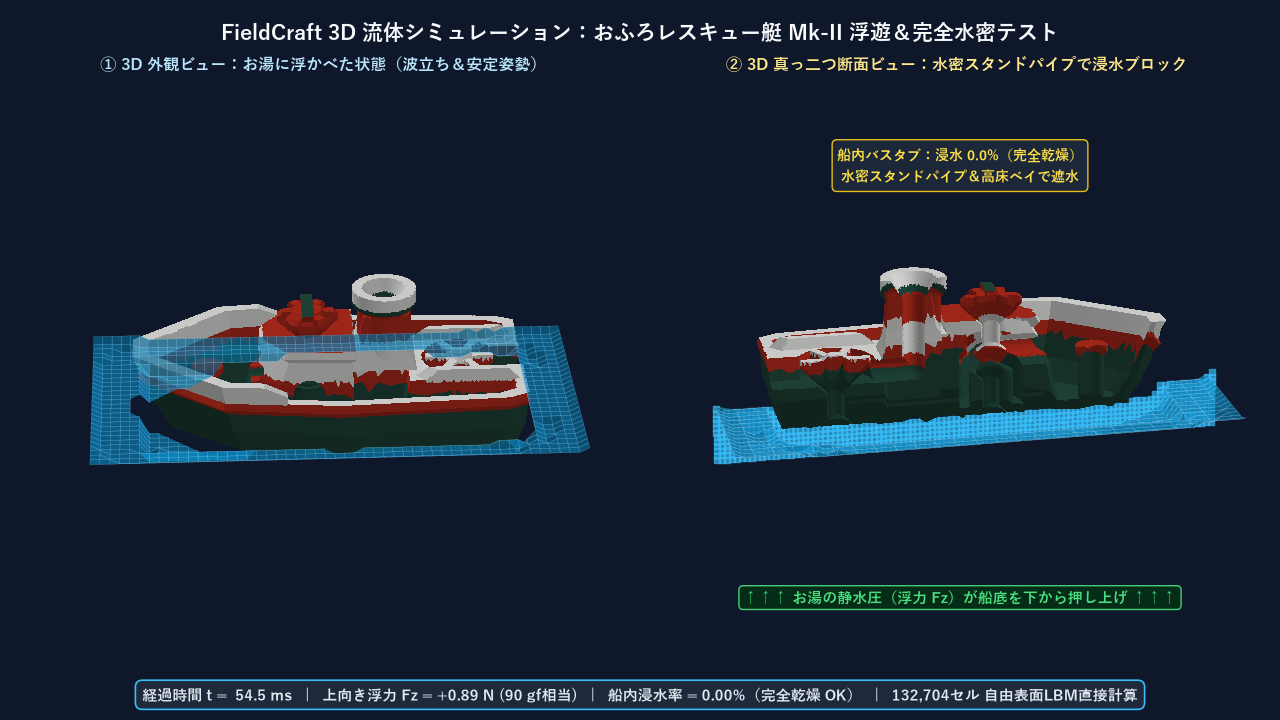 FieldCraft 3D 流体シミュレーション：おふろレスキュー艇 Mk-II 浮遊＆完全水密テスト
① 3D 外観ビュー：お湯に浮かべた状態（波立ち＆安定姿勢）
② 3D 真っ二つ断面ビュー：水密スタンドパイプで浸水ブロック
船内バスタブ：浸水 0.0%（完全乾燥）
水密スタンドパイプ＆高床ベイで遮水
↑ ↑ ↑ お湯の静水圧（浮力 Fz）が船底を下から押し上げ ↑ ↑ ↑
経過時間 t = 54.5 ms ｜ 上向き浮力 Fz = +0.89 N (90 gf相当) ｜ 船内浸水率 = 0.00%（完全乾燥 OK） ｜ 132,704セル 自由表面LBM直接計算